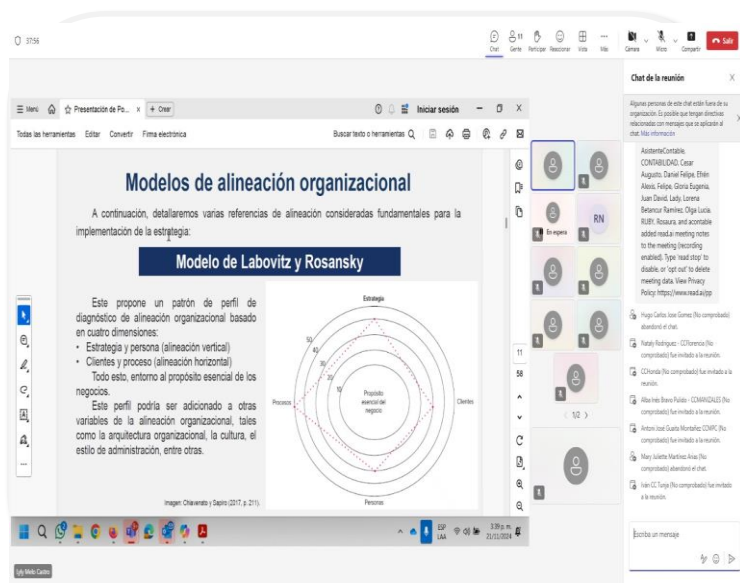 37:56
Chat
Gente
Participar
Reaccionar
Vista
Más
Cámara
Micro
Compartir
Salir
11
Chat de la reunión
Algunas personas de este chat están fuera de su
organización. Es posible que tengan directivas
relacionadas con mensajes que se aplicarán al
chat. Más información
AsistenteContable,
CONTABILIDAD, Cesar
Augusto, Daniel Felipe, Efrén
Alexis, Felipe, Gloria Eugenia,
Juan David, Lady, Lorena
Betancur Ramirez, Olga Lucia,
RUBY, Rosaura, and acontable
added read.ai meeting notes
to the meeting (recording
enabled). Type 'read stop' to
disable, or 'opt out' to delete
meeting data. View Privacy
Policy: https://www.read.ai/pp
Hugo Carlos Jose Gomes (No comprobado)
abandonó el chat.
Nataly Rodriguez - CCFlorencia (No
comprobado) fue invitado a la reunión.
CCHonda (No comprobado) fue invitado a la
reunión.
Alba Inés Bravo Pulido - CCMANIZALES (No
comprobado) fue invitado a la reunión.
Antoni José Guaita Montañez CCMPC (No
comprobado) fue invitado a la reunión.
Mary Juliette Martínez Arias (No
comprobado) abandonó el chat.
Iván CC Tunja (No comprobado) fue invitado
a la reunión.
Escriba un mensaje
Menú
Presentación de Po...
+ Crear
Iniciar sesión
Todas las herramientas
Editar
Convertir
Firma electrónica
Buscar texto o herramientas
Modelos de alineación organizacional
A continuación, detallaremos varias referencias de alineación consideradas fundamentales para la
implementación de la estrategia:
Modelo de Labovitz y Rosansky
Este propone un patrón de perfil de
diagnóstico de alineación organizacional basado
en cuatro dimensiones:
• Estrategia y persona (alineación vertical)
• Clientes y proceso (alineación horizontal)
Todo esto, entorno al propósito esencial de los
negocios.
Este perfil podría ser adicionado a otras
variables de la alineación organizacional, tales
como la arquitectura organizacional, la cultura, el
estilo de administración, entre otras.
Imagen: Chiavenato y Sapiro (2017, p. 211).
Estrategia
50
40
30
20
10
Procesos
Propósito
esencial del
negocio
Clientes
Personas
11
58
En espera
RN
1/2
ESP
LAA
3:39 p. m.
21/11/2024
Lyly Melo Castro